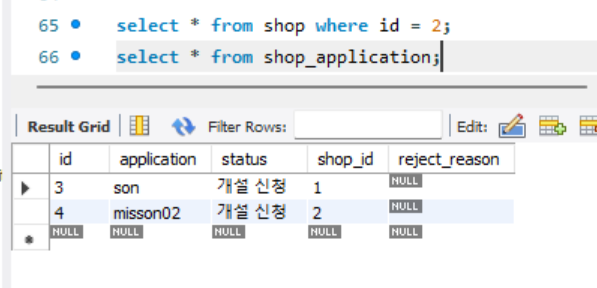 65 select * from shop where id = 2;
66 select * from shop_application;
Result Grid Filter Rows: Edit:
id application status shop_id reject_reason
3 son 개설 신청 1 NULL
4 misson02 개설 신청 2 NULL
NULL NULL NULL NULL NULL